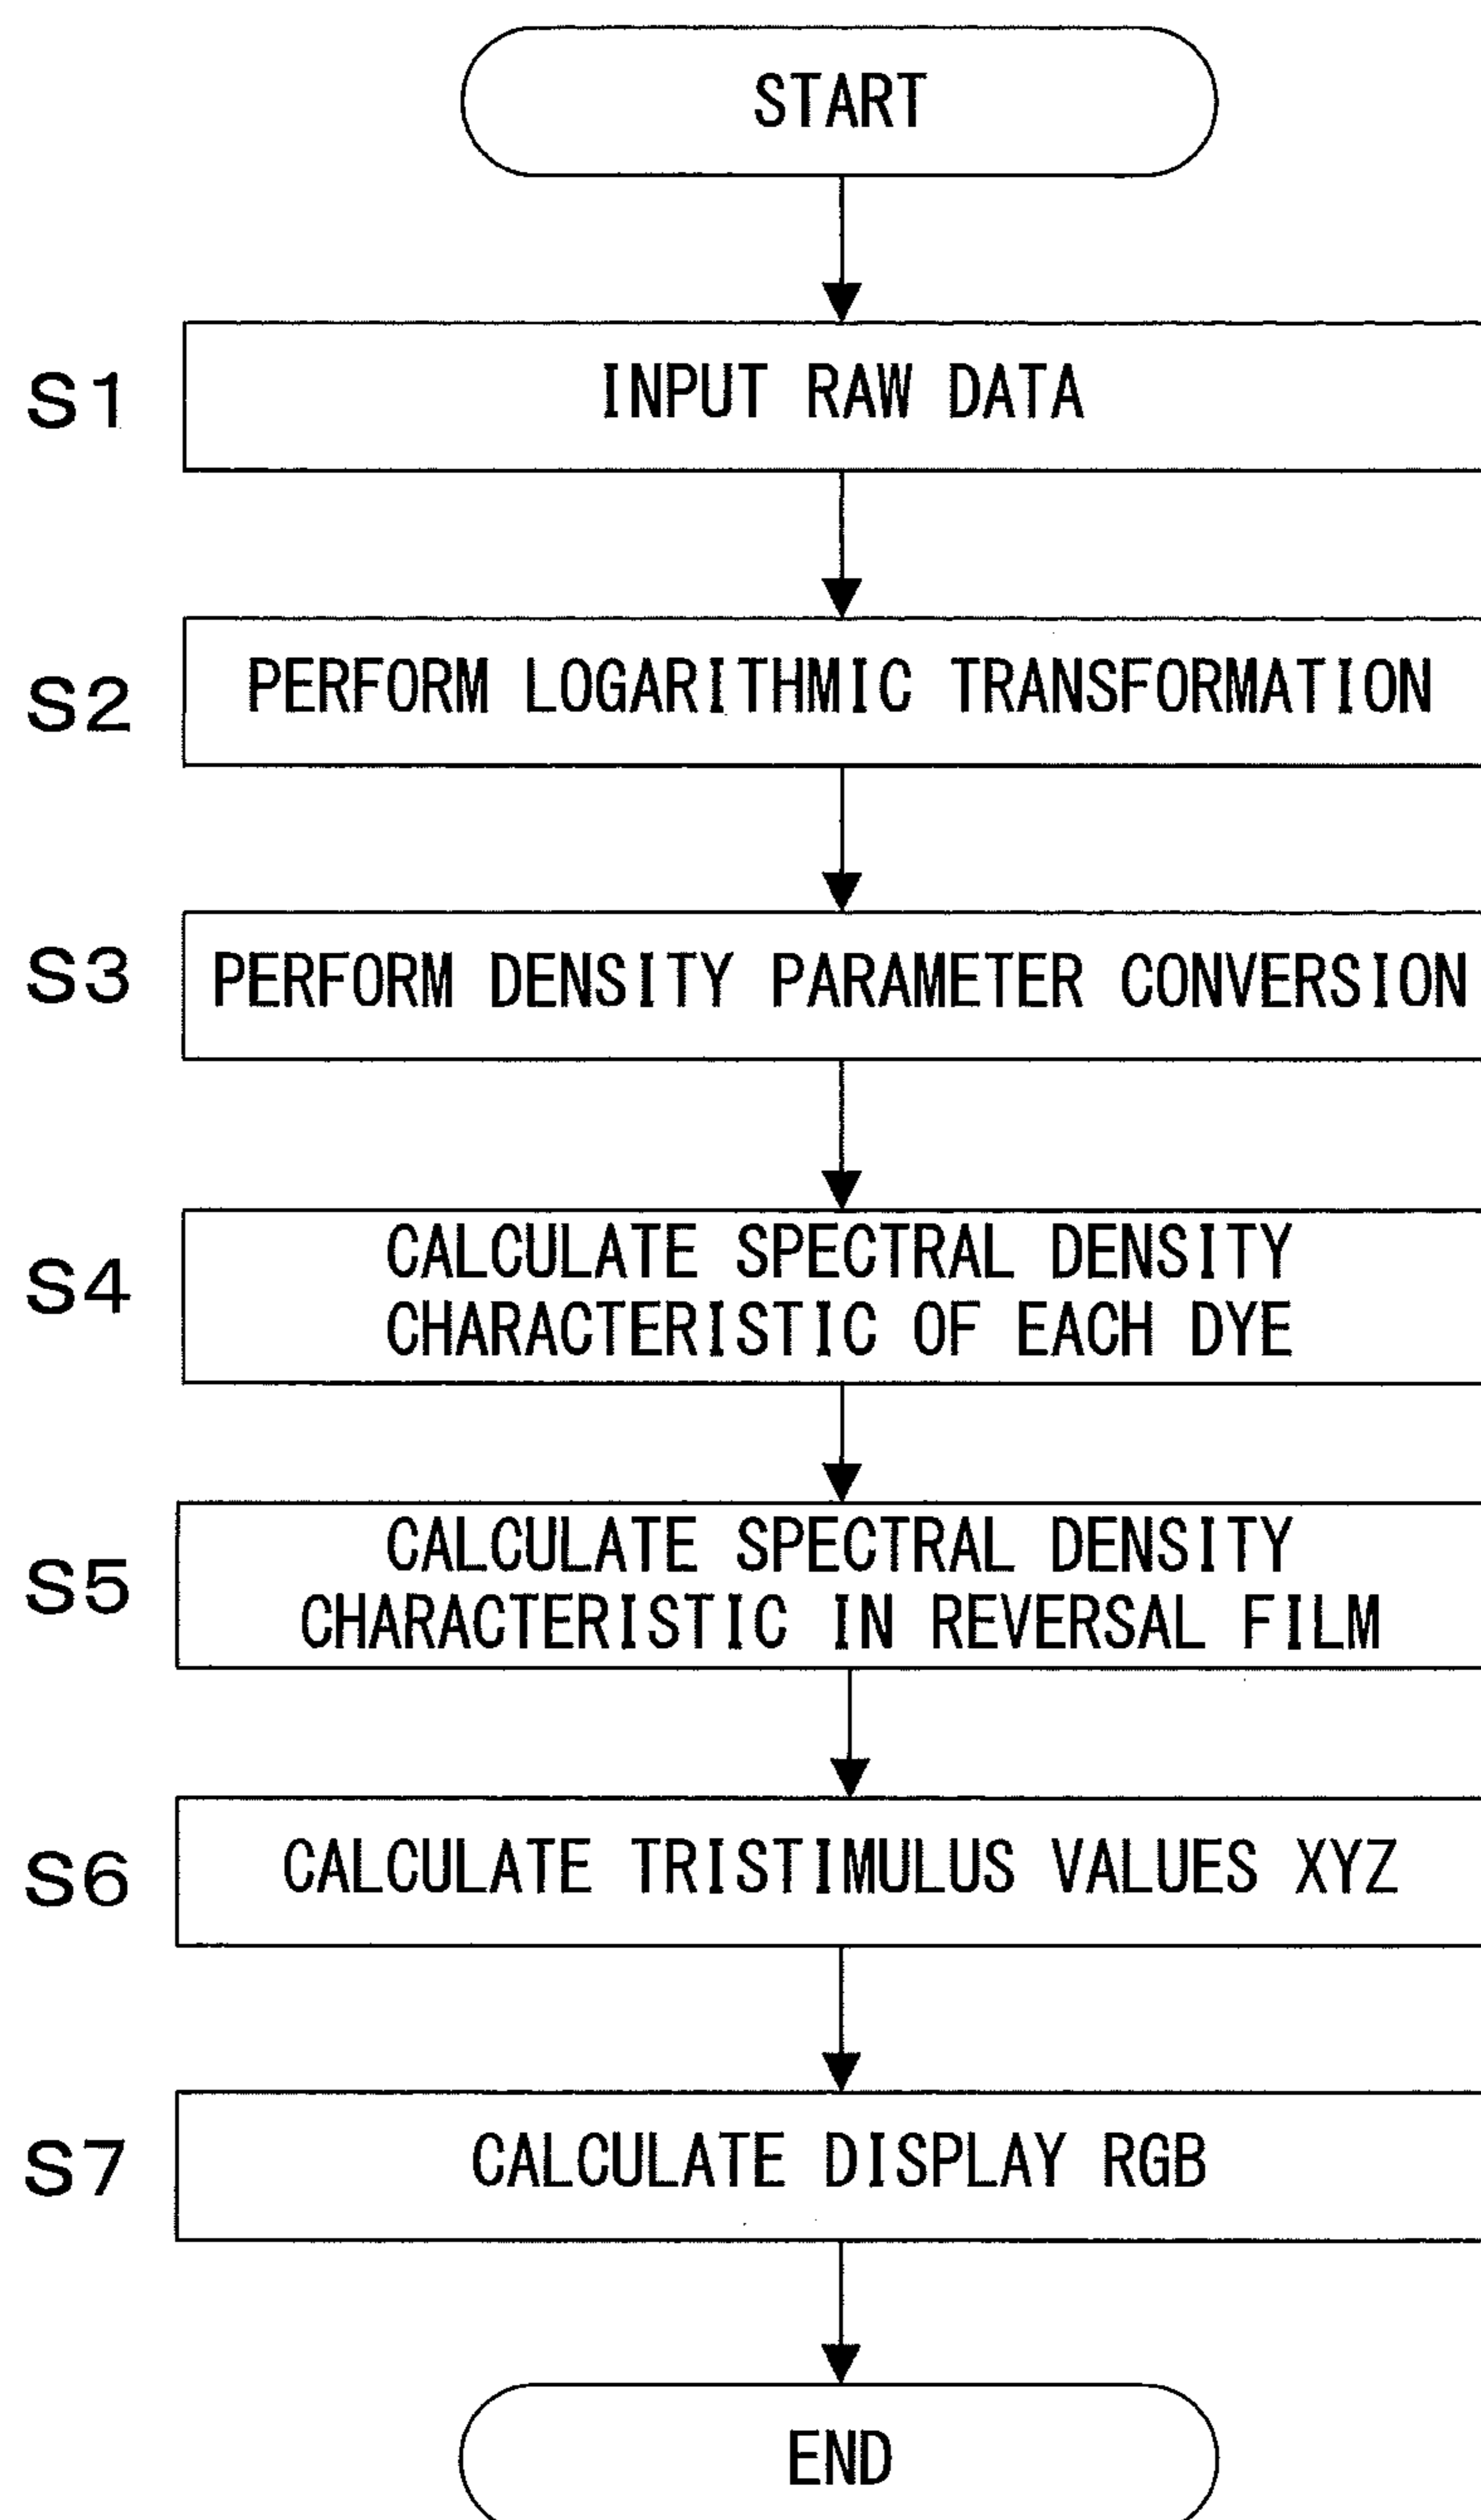 START
S1
INPUT RAW DATA
S2
PERFORM LOGARITHMIC TRANSFORMATION
S3
PERFORM DENSITY PARAMETER CONVERSION
S4
CALCULATE SPECTRAL DENSITY
CHARACTERISTIC OF EACH DYE
S5
CALCULATE SPECTRAL DENSITY
CHARACTERISTIC IN REVERSAL FILM
S6
CALCULATE TRISTIMULUS VALUES XYZ
S7
CALCULATE DISPLAY RGB
END